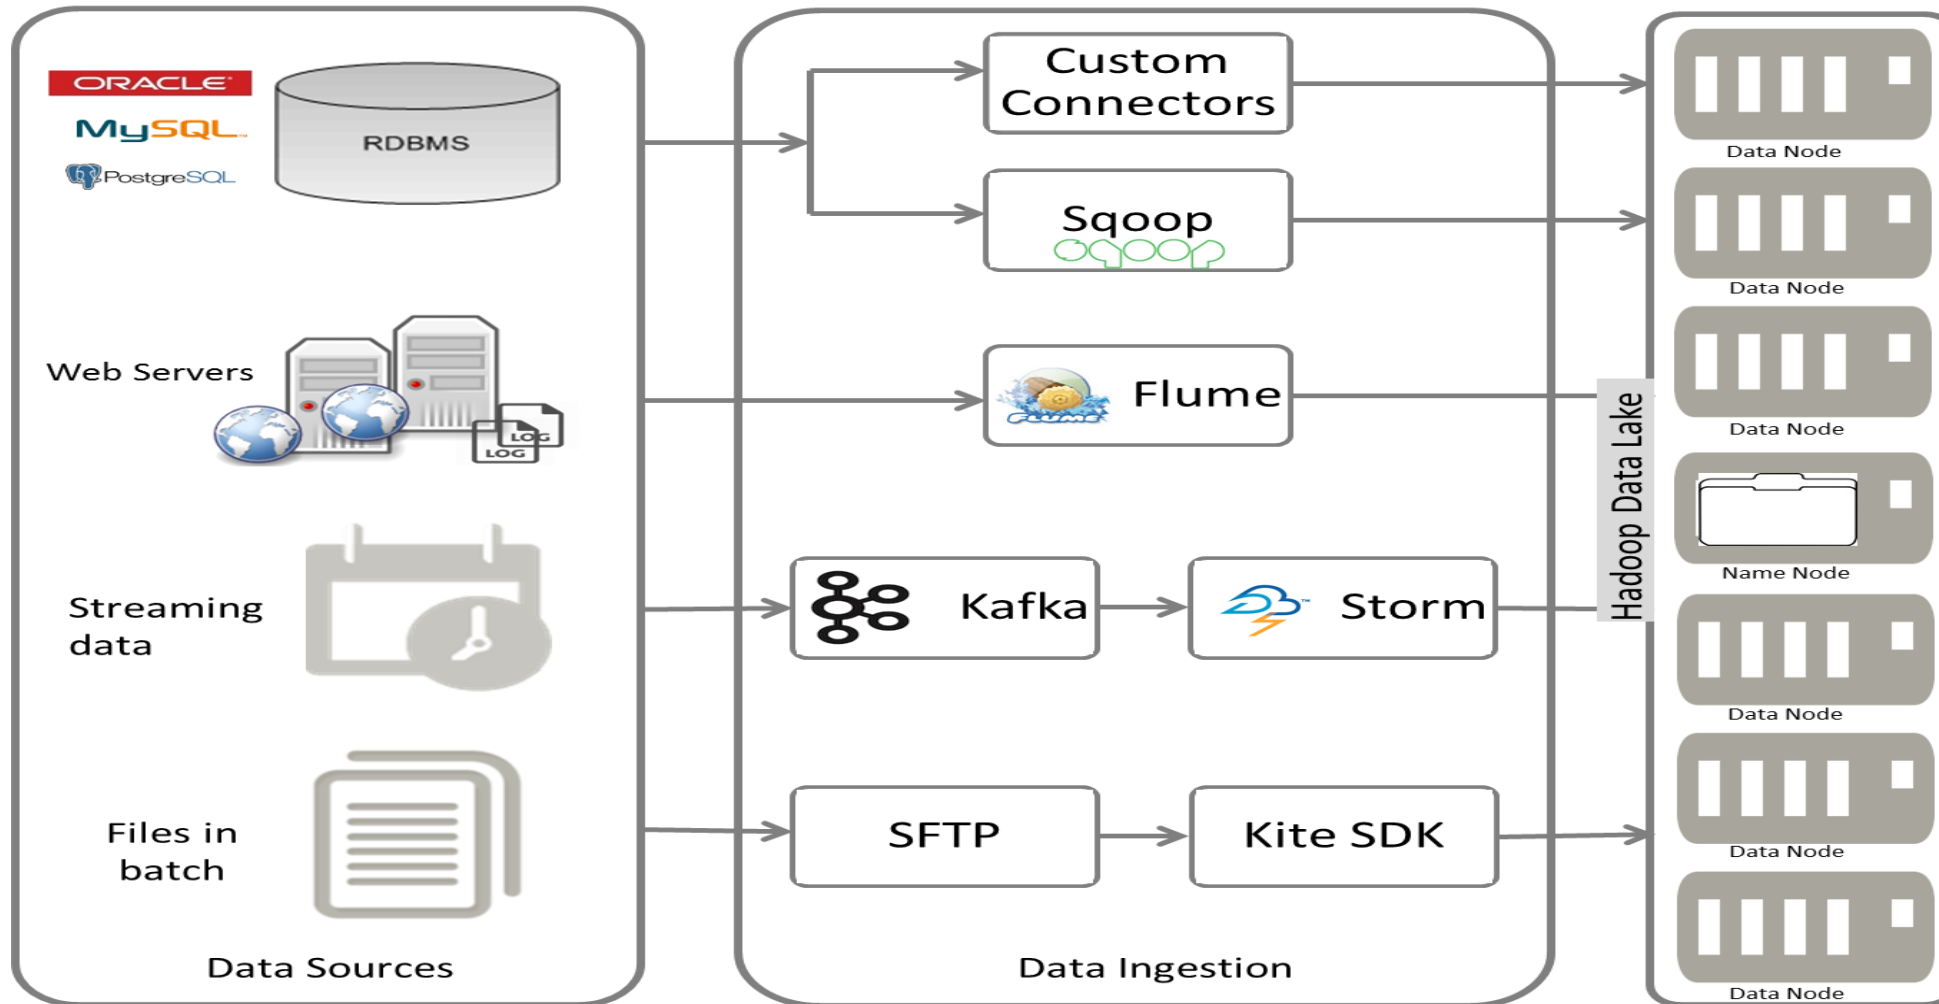 ORACLE
MySQL
PostgreSQL
RDBMS
Web Servers
LOG
LOG
Streaming
data
Files in
batch
Data Sources
Custom
Connectors
Sqoop
sqoop
FLUME
Flume
Kafka
Storm
SFTP
Kite SDK
Data Ingestion
Hadoop Data Lake
Data Node
Data Node
Data Node
Name Node
Data Node
Data Node
Data Node